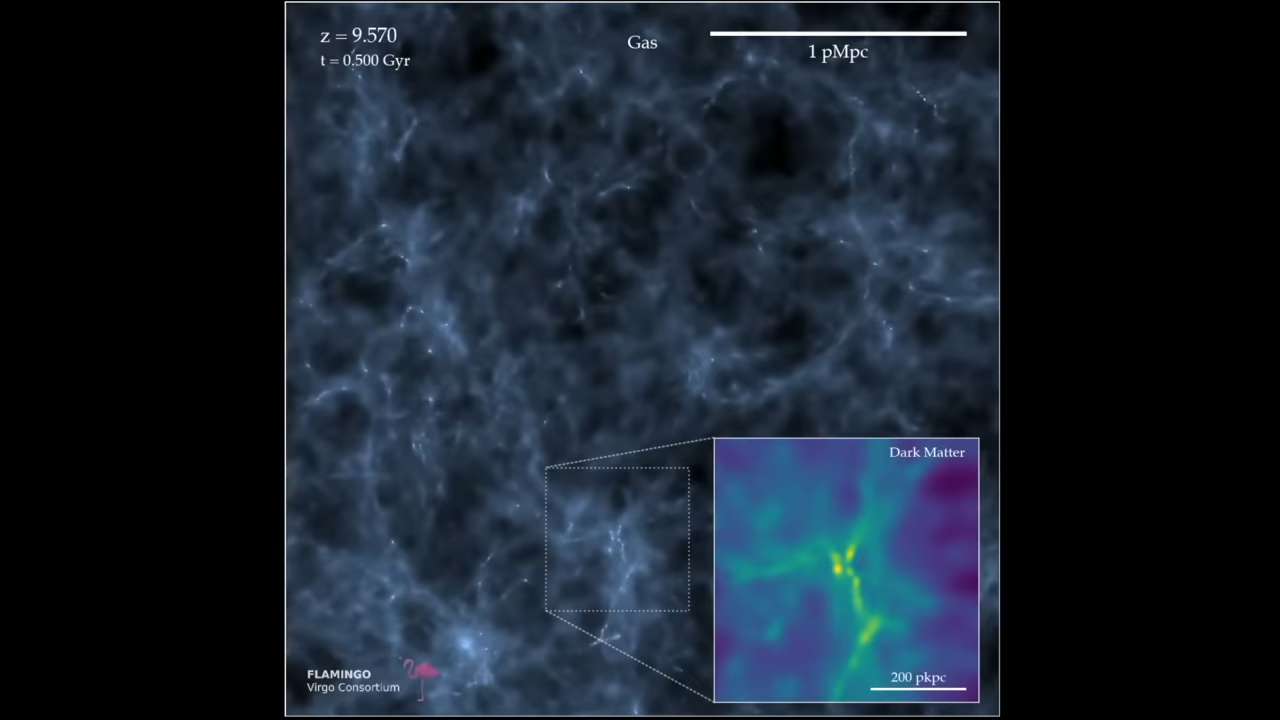 z = 9.570
t = 0.500 Gyr
Gas
1 pMpc
Dark Matter
200 pkpc
FLAMINGO
Virgo Consortium